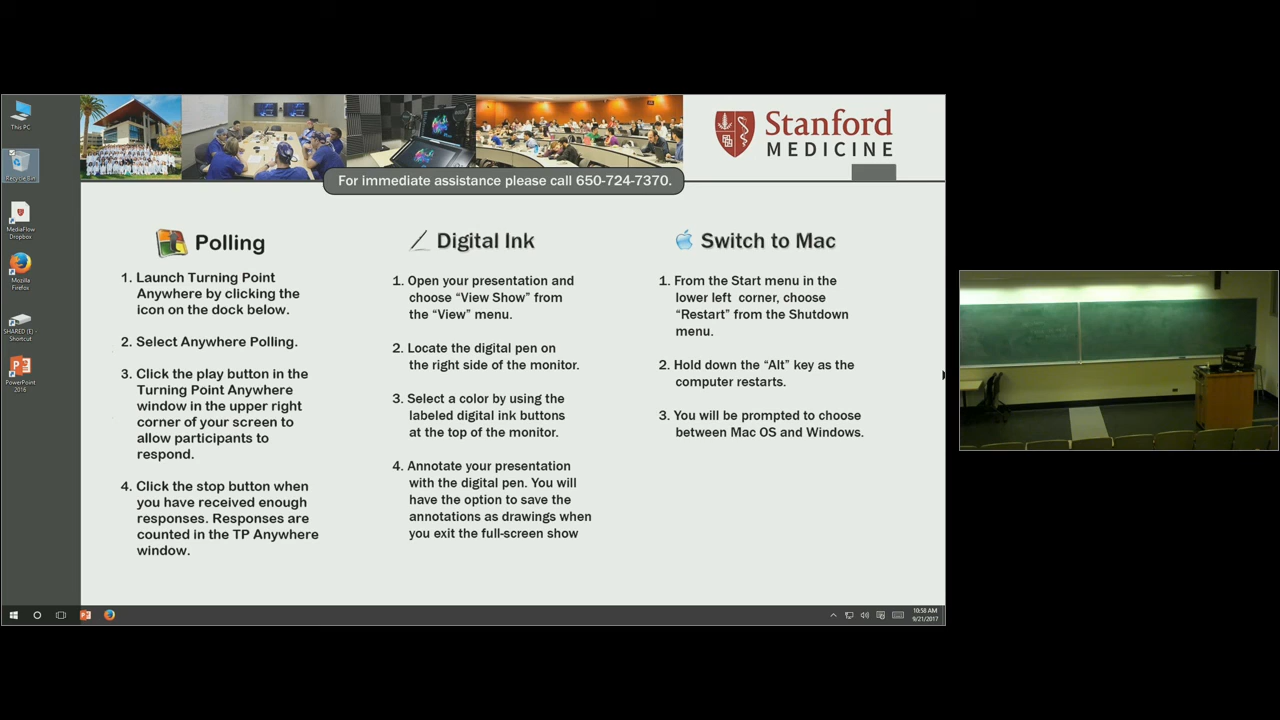 This PC
Recycle Bin
MediaFlow
Dropbox
Mozilla
Firefox
SHARED (E) -
Shortcut
PowerPoint
2016
Stanford
MEDICINE
For immediate assistance please call 650-724-7370.
Polling
1. Launch Turning Point
Anywhere by clicking the
icon on the dock below.
2. Select Anywhere Polling.
3. Click the play button in the
Turning Point Anywhere
window in the upper right
corner of your screen to
allow participants to
respond.
4. Click the stop button when
you have received enough
responses. Responses are
counted in the TP Anywhere
window.
Digital Ink
1. Open your presentation and
choose “View Show” from
the “View” menu.
2. Locate the digital pen on
the right side of the monitor.
3. Select a color by using the
labeled digital ink buttons
at the top of the monitor.
4. Annotate your presentation
with the digital pen. You will
have the option to save the
annotations as drawings when
you exit the full-screen show
Switch to Mac
1. From the Start menu in the
lower left corner, choose
“Restart” from the Shutdown
menu.
2. Hold down the “Alt” key as the
computer restarts.
3. You will be prompted to choose
between Mac OS and Windows.
10:58 AM
9/21/2017